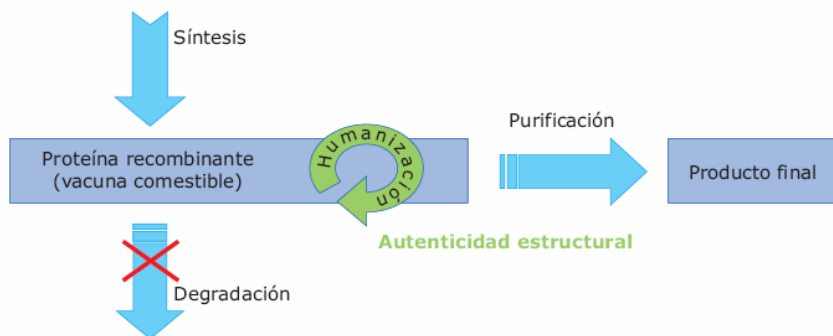 Síntesis
Purificación
Proteína recombinante
(vacuna comestible)
Humanización
Producto final
Autenticidad estructural
Degradación